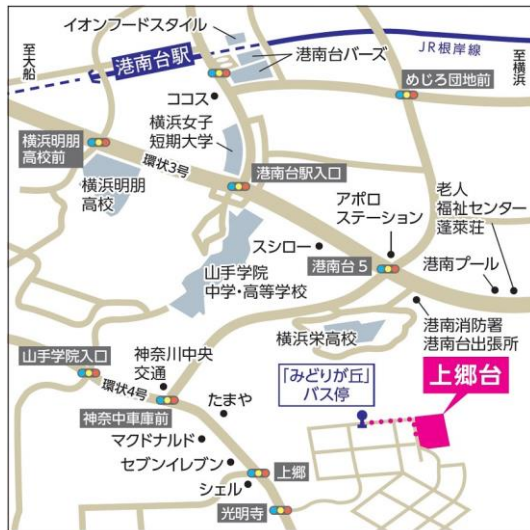 イオンフードスタイル
至大船
港南台駅
港南台バーズ
JR根岸線
至横浜
めじろ団地前
ココス
横浜女子
短期大学
横浜明朋
高校前
環状3号
横浜明朋
高校
港南台駅入口
アポロ
ステーション
老人
福祉センター
蓬莱荘
スシロー
港南台5
港南プール
山手学院
中学・高等学校
横浜栄高校
港南消防署
港南台出張所
山手学院入口
神奈川中央
交通
環状4号
「みどりが丘」
バス停
上郷台
神奈中車庫前
たまや
マクドナルド
セブンイレブン
上郷
シェル
光明寺